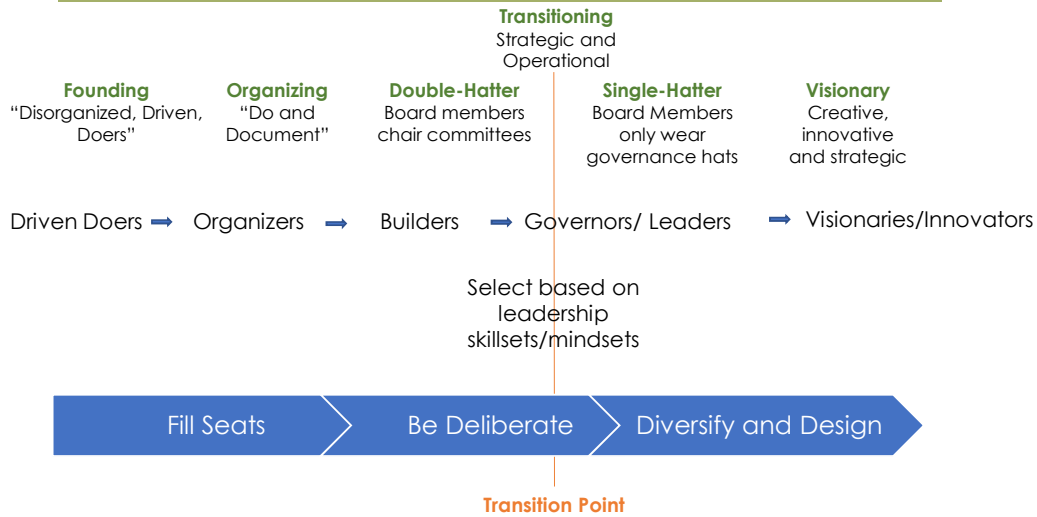 Transitioning
Strategic and
Operational
Founding
“Disorganized, Driven,
Doers”
Organizing
“Do and
Document”
Double-Hatter
Board members
chair committees
Single-Hatter
Board Members
only wear
governance hats
Visionary
Creative,
innovative
and strategic
Driven Doers
Organizers
Builders
Governors/ Leaders
Visionaries/Innovators
Select based on
leadership
skillsets/mindsets
Fill Seats
Be Deliberate
Diversify and Design
Transition Point